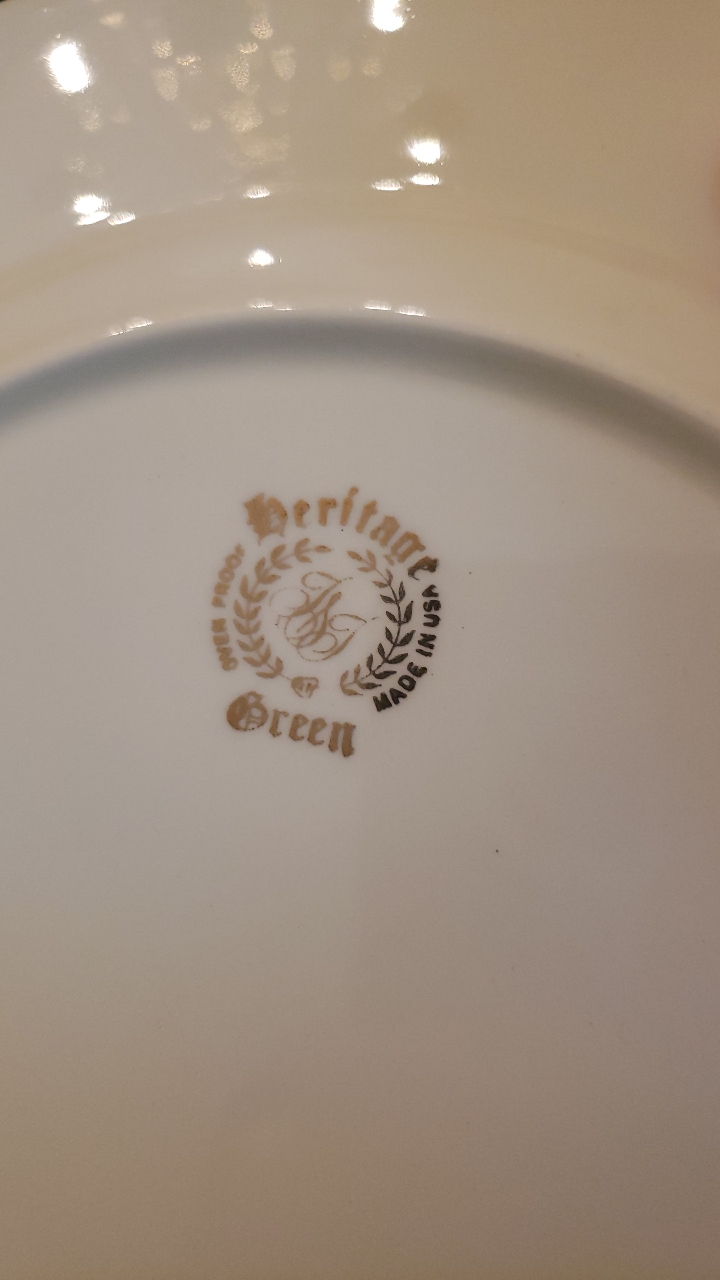 Heritage
OVEN PROOF
MADE IN USA
Green